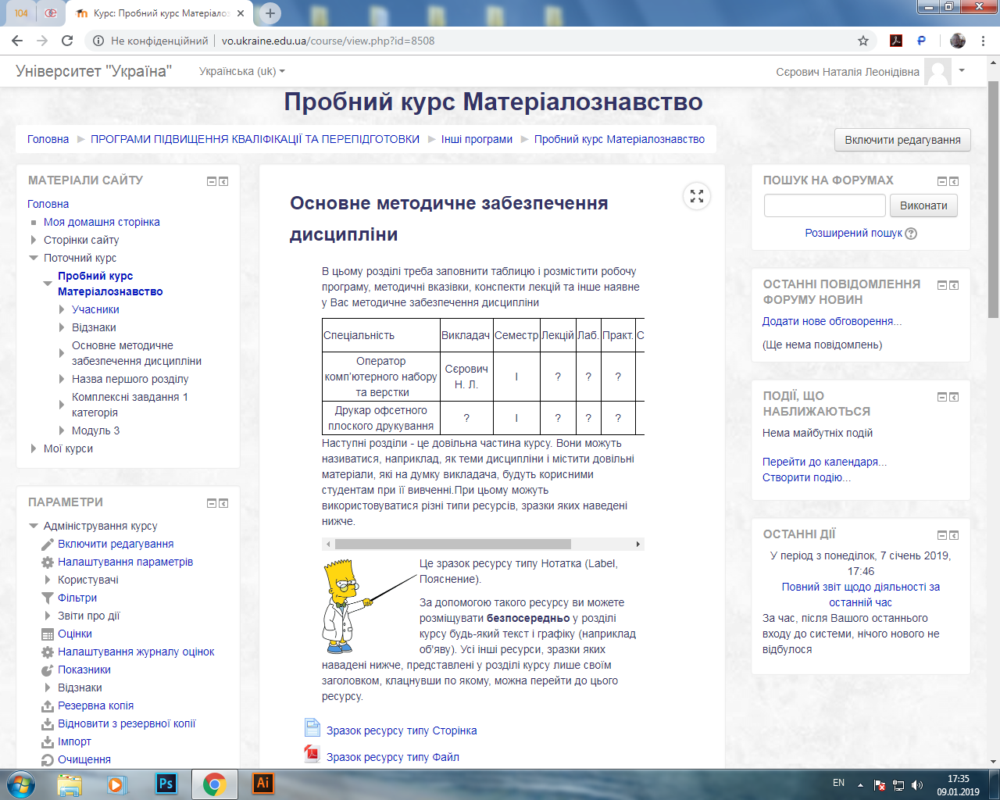 104
Курс: Пробний курс Матеріало
Не конфіденційний
vo.ukraine.edu.ua/course/view.php?id=8508
Університет "Україна"
Українська (uk)
Сєрович Наталія Леонідівна
Пробний курс Матеріалознавство
Головна
ПРОГРАМИ ПІДВИЩЕННЯ КВАЛІФІКАЦІЇ ТА ПЕРЕПІДГОТОВКИ
Інші програми
Пробний курс Матеріалознавство
Включити редагування
МАТЕРІАЛИ САЙТУ
Головна
Моя домашня сторінка
Сторінки сайту
Поточний курс
Пробний курс
Матеріалознавство
Учасники
Відзнаки
Основне методичне
забезпечення дисципліни
Назва першого розділу
Комплексні завдання 1
категорія
Модуль 3
Мої курси
ПАРАМЕТРИ
Адміністрування курсу
Включити редагування
Налаштування параметрів
Користувачі
Фільтри
Звіти про дії
Оцінки
Налаштування журналу оцінок
Показники
Відзнаки
Резервна копія
Відновити з резервної копії
Імпорт
Очищення
Основне методичне забезпечення
дисципліни
В цьому розділі треба заповнити таблицю і розмістити робочу
програму, методичні вказівки, конспекти лекцій та інше наявне
у Вас методичне забезпечення дисципліни
Спеціальність Викладач Семестр Лекцій Лаб. Практ. С
Оператор
комп'ютерного набору
та верстки
Сєрович
Н. Л.
I ? ? ?
Друкар офсетного
плоского друкування
? I ? ? ?
Наступні розділи - це довільна частина курсу. Вони можуть
називатися, наприклад, як теми дисципліни і містити довільні
матеріали, які на думку викладача, будуть корисними
студентам при її вивченні.При цьому можуть
використовуватися різні типи ресурсів, зразки яких наведені
нижче.
Це зразок ресурсу типу Нотатка (Label,
Пояснение).
За допомогою такого ресурсу ви можете
розміщувати безпосередньо у розділі
курсу будь-який текст і графіку (наприклад
об'яву). Усі інші ресурси, зразки яких
навадені нижче, представлені у розділі курсу лише своїм
заголовком, клацнувши по якому, можна перейти до цього
ресурсу.
Зразок ресурсу типу Сторінка
Зразок ресурсу типу Файл
ПОШУК НА ФОРУМАХ
Виконати
Розширений пошук
ОСТАННІ ПОВІДОМЛЕННЯ
ФОРУМУ НОВИН
Додати нове обговорення...
(Ще нема повідомлень)
ПОДІЇ, ЩО
НАБЛИЖАЮТЬСЯ
Нема майбутніх подій
Перейти до календаря...
Створити подію...
ОСТАННІ ДІЇ
У період з понеділок, 7 січень 2019,
17:46
Повний звіт щодо діяльності за
останній час
За час, після Вашого останнього
входу до системи, нічого нового не
відбулося
Ps
Ai
EN
17:35
09.01.2019